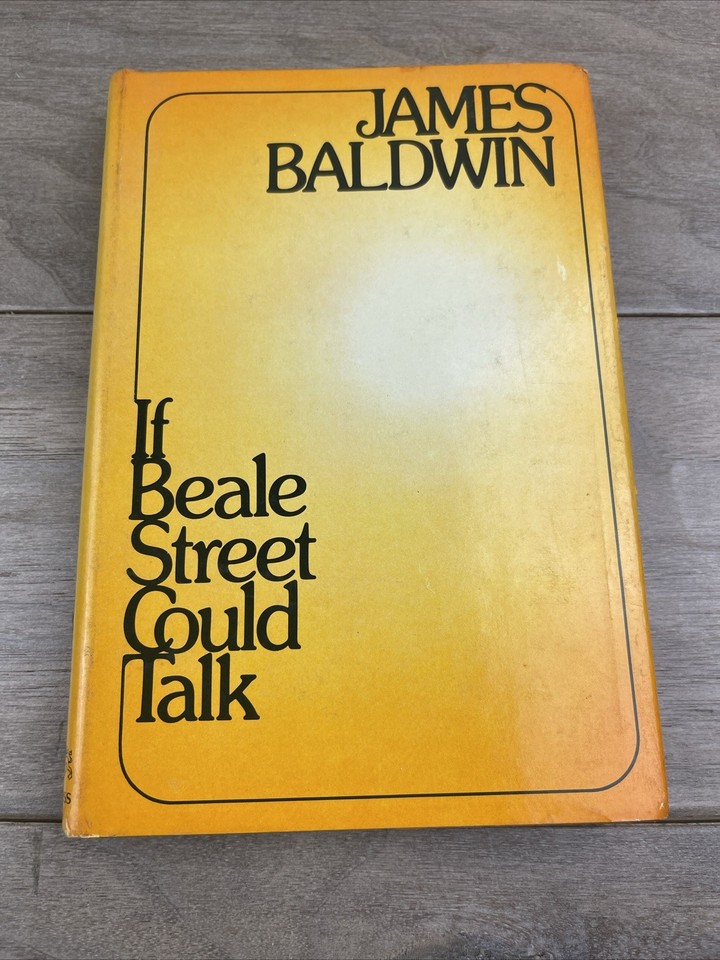 JAMES
BALDWIN
If
Beale
Street
Could
Talk